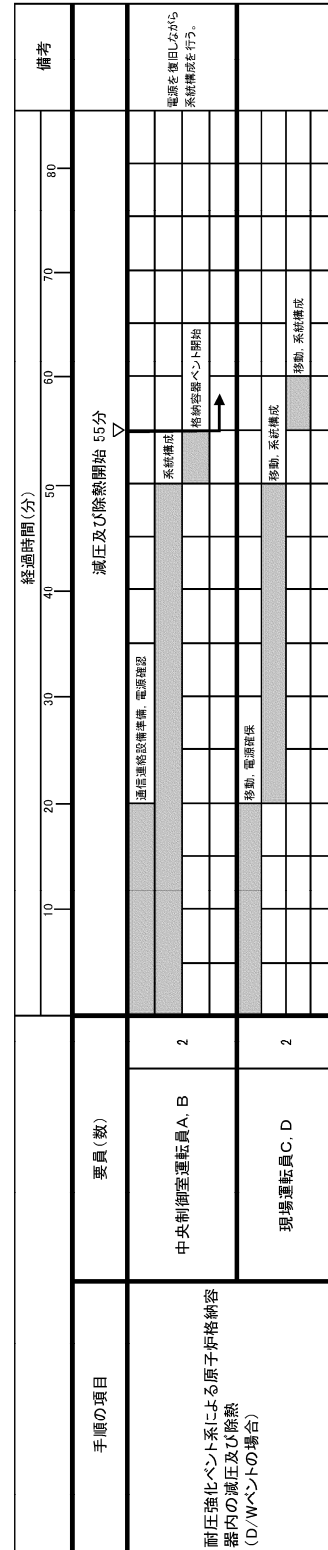 経過時間(分)
備考
10
20
30
40
50
60
70
80
手順の項目
要員(数)
減圧及び除熱開始 55分
▽
耐圧強化ベント系による原子炉格納容
器内の減圧及び除熱
(D/Wベントの場合)
中央制御室運転員A, B
2
通信連絡設備準備, 電源確認
系統構成
格納容器ベント開始
電源を復旧しながら
系統構成を行う。
現場運転員C, D
2
移動, 電源確保
移動, 系統構成
移動, 系統構成